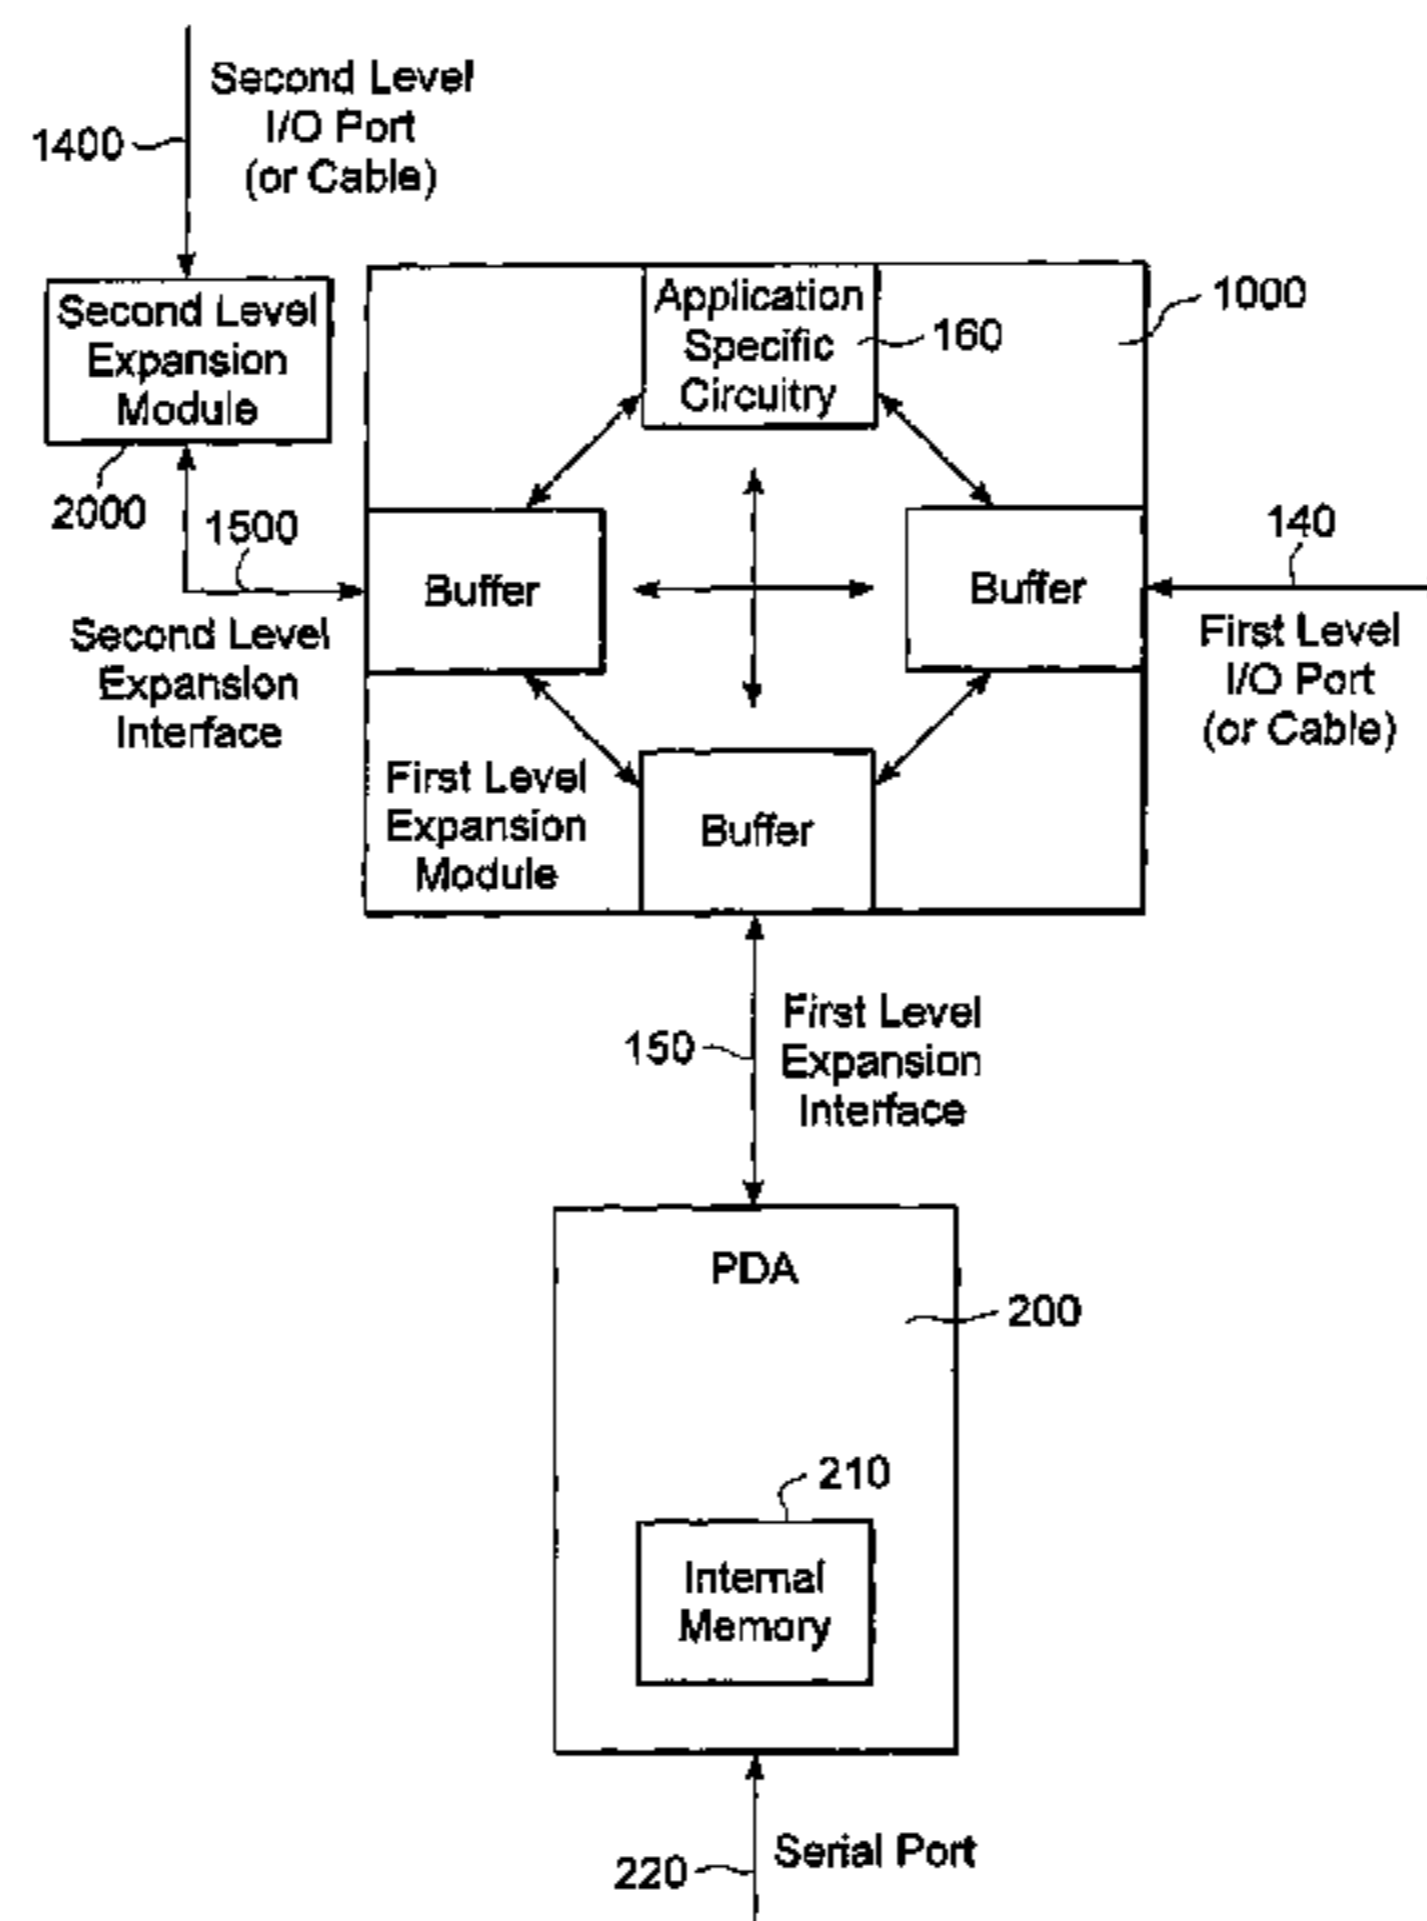 Second Level
I/O Port
(or Cable)
1400
Second Level
Expansion
Module
2000
1500
Second Level
Expansion
Interface
Application
Specific
Circuitry
160
1000
Buffer
Buffer
140
First Level
I/O Port
(or Cable)
First Level
Expansion
Module
Buffer
150
First Level
Expansion
Interface
PDA
200
210
Internal
Memory
220
Serial Port